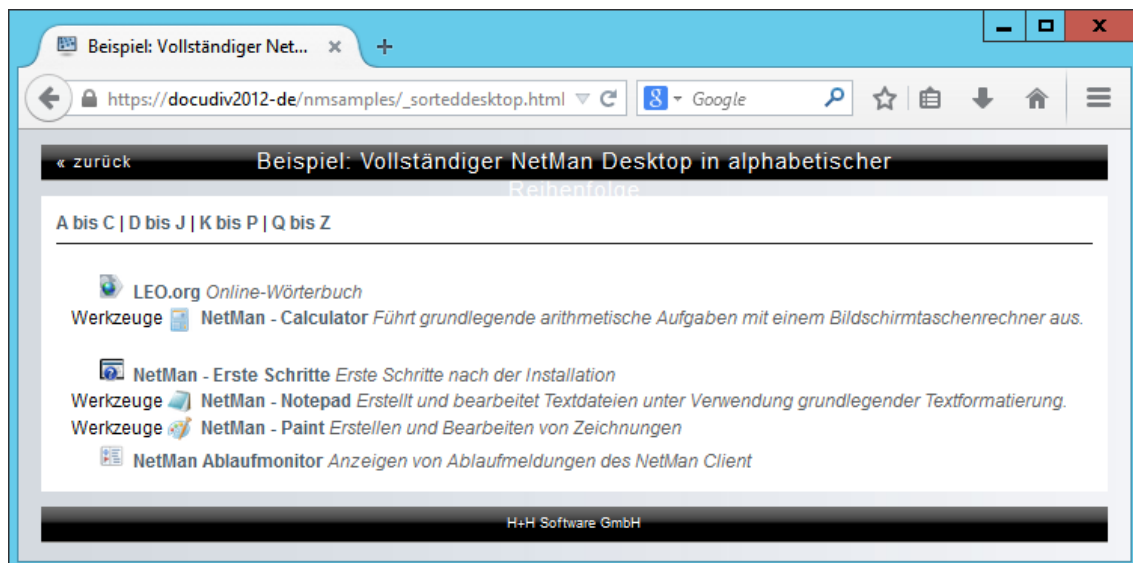 Beispiel: Vollständiger Net...
https://docudiv2012-de/nmsamples/_sorteddesktop.html
Google
« zurück
Beispiel: Vollständiger NetMan Desktop in alphabetischer
Reihenfolge
A bis C | D bis J | K bis P | Q bis Z
LEO.org Online-Wörterbuch
Werkzeuge NetMan - Calculator Führt grundlegende arithmetische Aufgaben mit einem Bildschirmtaschenrechner aus.
NetMan - Erste Schritte Erste Schritte nach der Installation
Werkzeuge NetMan - Notepad Erstellt und bearbeitet Textdateien unter Verwendung grundlegender Textformatierung.
Werkzeuge NetMan - Paint Erstellen und Bearbeiten von Zeichnungen
NetMan Ablaufmonitor Anzeigen von Ablaufmeldungen des NetMan Client
H+H Software GmbH